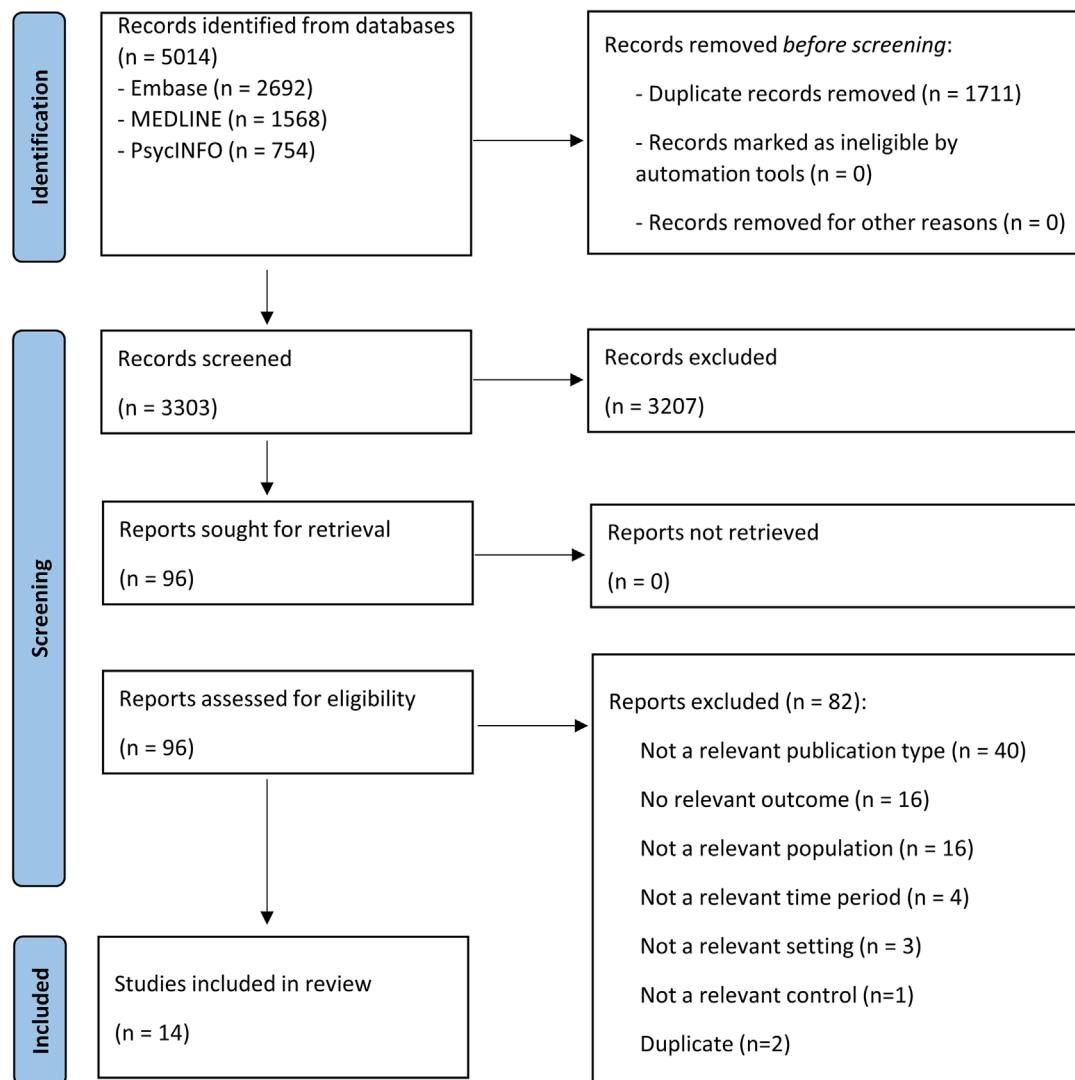 Identification
Records identified from databases
(n = 5014)
- Embase (n = 2692)
- MEDLINE (n = 1568)
- PsycINFO (n = 754)
Records removed before screening:
- Duplicate records removed (n = 1711)
- Records marked as ineligible by
automation tools (n = 0)
- Records removed for other reasons (n = 0)
Screening
Records screened
(n = 3303)
Records excluded
(n = 3207)
Reports sought for retrieval
(n = 96)
Reports not retrieved
(n = 0)
Reports assessed for eligibility
(n = 96)
Reports excluded (n = 82):
Not a relevant publication type (n = 40)
No relevant outcome (n = 16)
Not a relevant population (n = 16)
Not a relevant time period (n = 4)
Not a relevant setting (n = 3)
Not a relevant control (n=1)
Duplicate (n=2)
Included
Studies included in review
(n = 14)